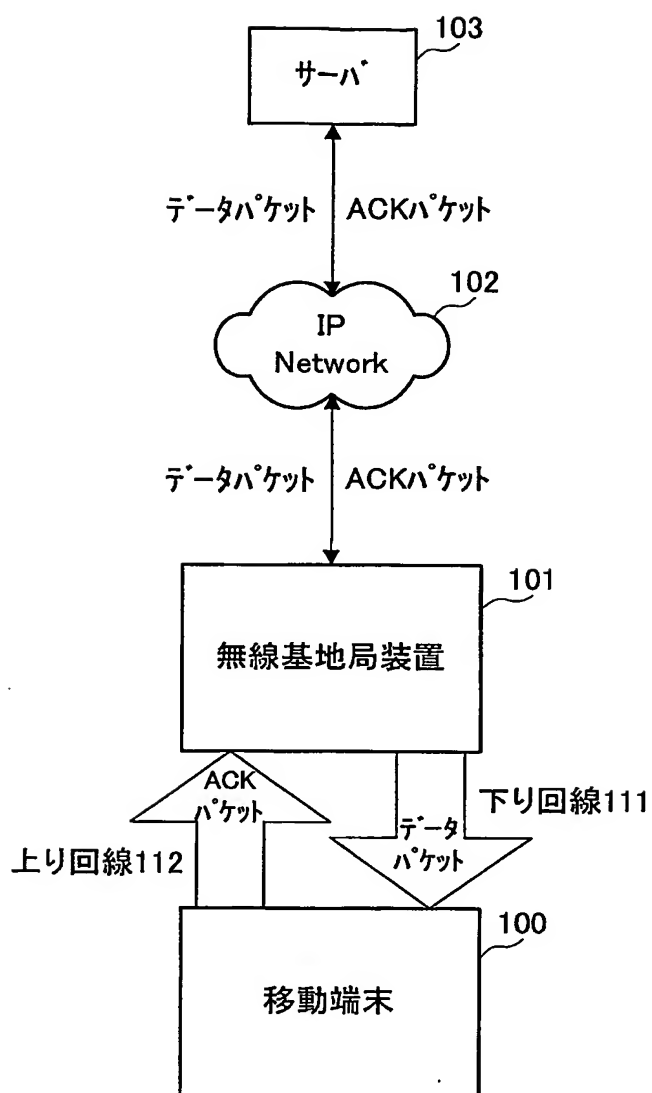 103
サーバ
データパケット ACKパケット
102
IP
Network
データパケット ACKパケット
101
無線基地局装置
ACK
パケット
下り回線111
データ
パケット
上り回線112
100
移動端末